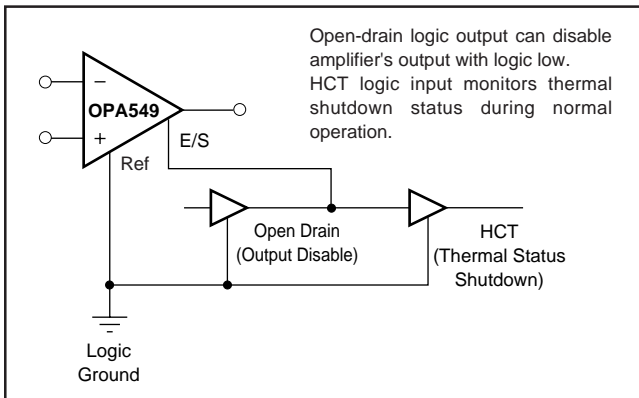 Open-drain logic output can disable
amplifier's output with logic low.
HCT logic input monitors thermal
shutdown status during normal
operation.
–
OPA549
+
E/S
Ref
Open Drain
(Output Disable)
HCT
(Thermal Status
Shutdown)
Logic
Ground